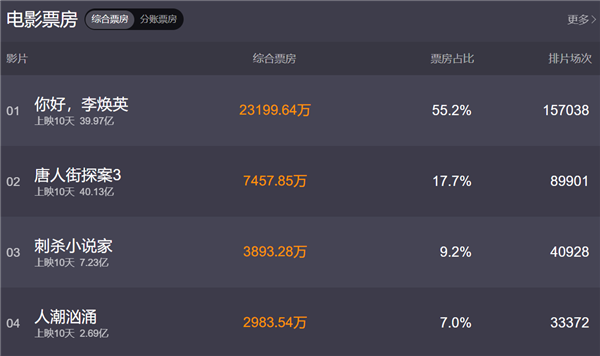 电影票房 综合票房 分账票房 更多>
影片 综合票房 票房占比 排片场次
01 你好，李焕英 23199.64万 55.2% 157038
上映10天 39.97亿
02 唐人街探案3 7457.85万 17.7% 89901
上映10天 40.13亿
03 刺杀小说家 3893.28万 9.2% 40928
上映10天 7.23亿
04 人潮汹涌 2983.54万 7.0% 33372
上映10天 2.69亿